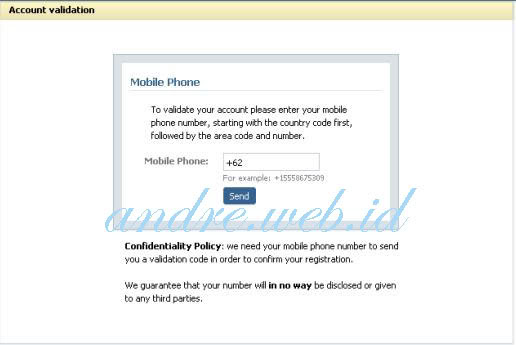 Account validation
Mobile Phone
To validate your account please enter your mobile
phone number, starting with the country code first,
followed by the area code and number.
Mobile Phone: +62
For example: +15558675309
Send
andre.web.id
Confidentiality Policy: we need your mobile phone number to send
you a validation code in order to confirm your registration.
We guarantee that your number will in no way be disclosed or given
to any third parties.